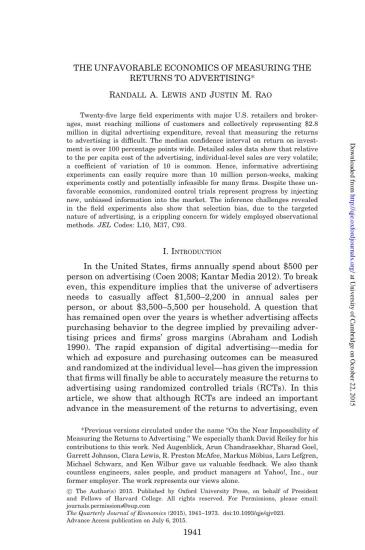 THE UNFAVORABLE ECONOMICS OF MEASURING THE
RETURNS TO ADVERTISING*
RANDALL A. LEWIS AND JUSTIN M. RAO
Twenty-five large field experiments with major U.S. retailers and broker-
ages, most reaching millions of customers and collectively representing $2.8
million in digital advertising expenditure, reveal that measuring the returns
to advertising is difficult. The median confidence interval on return on invest-
ment is over 100 percentage points wide. Detailed sales data show that relative
to the per capita cost of the advertising, individual-level sales are very volatile;
a coefficient of variation of 10 is common. Hence, informative advertising
experiments can easily require more than 10 million person-weeks, making
experiments costly and potentially infeasible for many firms. Despite these un-
favorable economics, randomized control trials represent progress by injecting
new, unbiased information into the market. The inference challenges revealed
in the field experiments also show that selection bias, due to the targeted
nature of advertising, is a crippling concern for widely employed observational
methods. JEL Codes: L10, M37, C93.
I. INTRODUCTION
In the United States, firms annually spend about $500 per
person on advertising (Coen 2008; Kantar Media 2012). To break
even, this expenditure implies that the universe of advertisers
needs to casually affect $1,500–2,200 in annual sales per
person, or about $3,500–5,500 per household. A question that
has remained open over the years is whether advertising affects
purchasing behavior to the degree implied by prevailing adver-
tising prices and firms' gross margins (Abraham and Lodish
1990). The rapid expansion of digital advertising—media for
which ad exposure and purchasing outcomes can be measured
and randomized at the individual level—has given the impression
that firms will finally be able to accurately measure the returns to
advertising using randomized controlled trials (RCTs). In this
article, we show that although RCTs are indeed an important
advance in the measurement of the returns to advertising, even
*Previous versions circulated under the name "On the Near Impossibility of
Measuring the Returns to Advertising." We especially thank David Reiley for his
contributions to this work. Ned Augenblick, Arun Chandrasekhar, Sharad Goel,
Garrett Johnson, Clara Lewis, R. Preston McAfee, Markus Möbius, Lars Lefgren,
Michael Schwarz, and Ken Wilbur gave us valuable feedback. We also thank
countless engineers, sales people, and product managers at Yahoo!, Inc., our
former employer. The work represents our views alone.
© The Author(s) 2015. Published by Oxford University Press, on behalf of President
and Fellows of Harvard College. All rights reserved. For Permissions, please email:
journals.permissions@oup.com
The Quarterly Journal of Economics (2015), 1941–1973. doi:10.1093/qje/qjv023.
Advance Access publication on July 6, 2015.
1941
Downloaded from http://qje.oxfordjournals.org/ at University of Cambridge on October 22, 2015